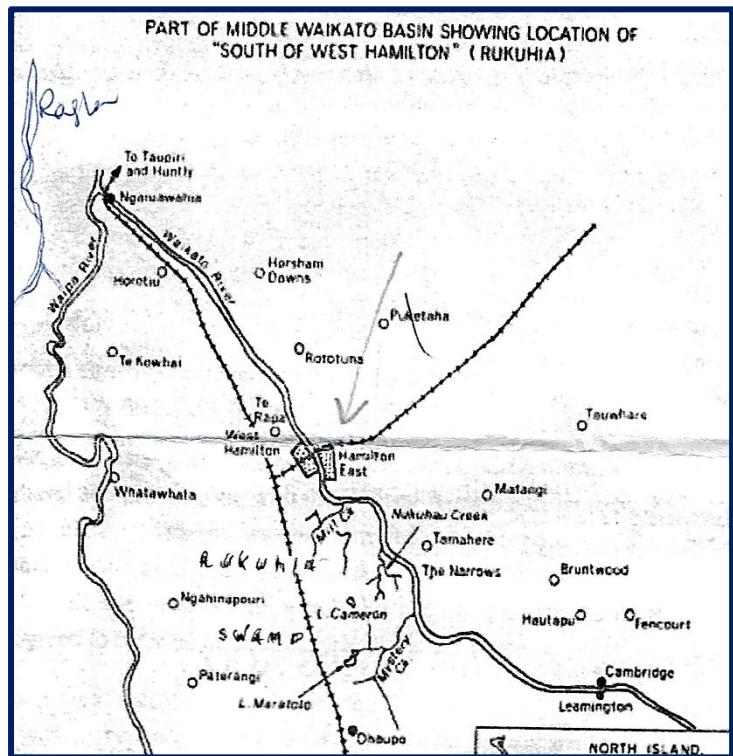 PART OF MIDDLE WAIKATO BASIN SHOWING LOCATION OF
"SOUTH OF WEST HAMILTON" (RUKUHIA)
Raglan
To Taupiri
and Huntly
Ngaruawahia
Waikato River
Waipa River
Horotiu
Horsham
Downs
Puketaha
Te Kowhai
Rototuna
Te
Rapa
Tauwhare
West
Hamilton
Hamilton
East
Whatawhata
Matangi
Mill Ck
Nukuhau Creek
Tamahere
RUKUHIA
The Narrows
Bruntwood
Ngahinapouri
L. Cameron
Hautapu
Fencourt
SWAMP
Mystery
Ck.
Paterangi
Cambridge
L. Maratoto
Leamington
Ohaupo
NORTH ISLAND.